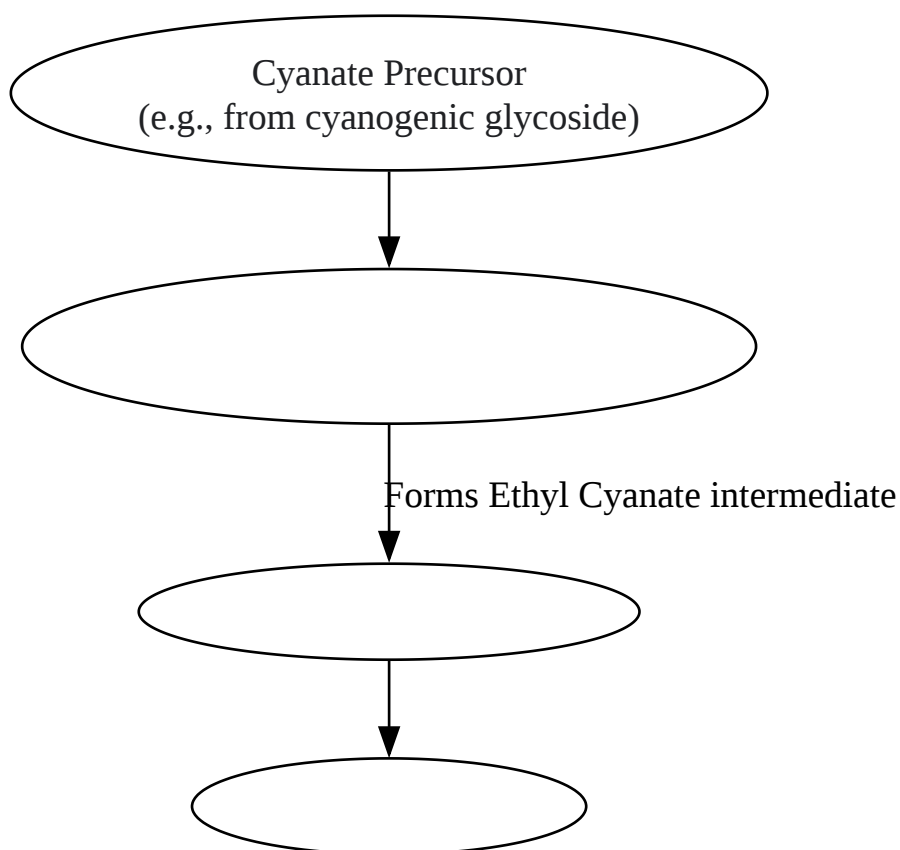 Cyanate Precursor
(e.g., from cyanogenic glycoside)
Forms Ethyl Cyanate intermediate